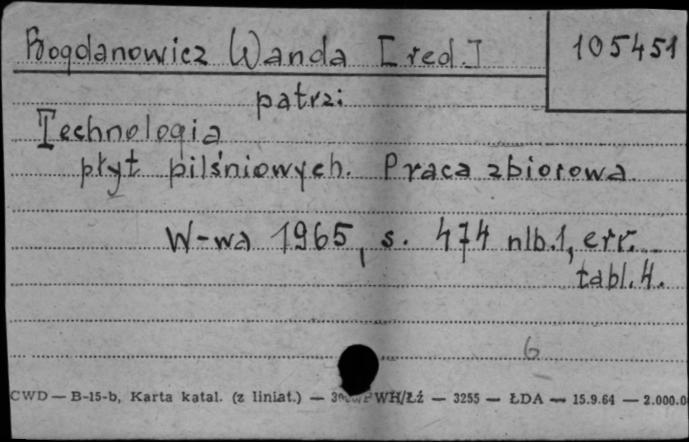 Bogdanowicz Wanda [red.] 105451
patrz:
Technologia
płyt pilśniowych. Praca zbiorowa
W-wa 1965, s. 474 nlb.1, err.
tabl.4.
6
CWD — B-15-b, Karta katal. (z liniat.) — WH/Łź — 3255 — ŁDA — 15.9.64 — 2.000.0